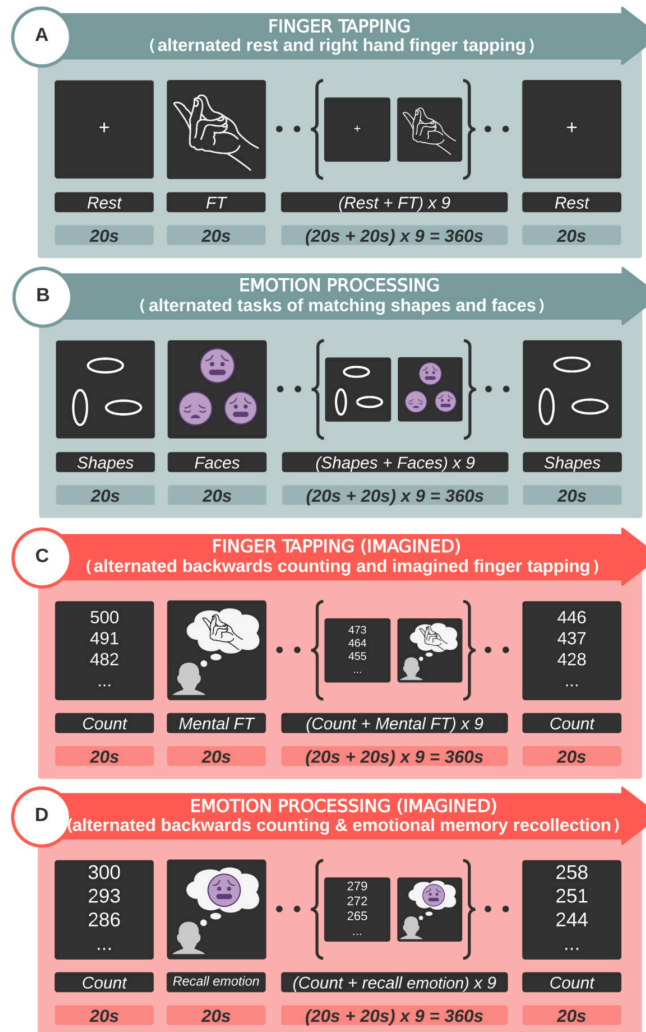 A
FINGER TAPPING
(alternated rest and right hand finger tapping)
+
+
+
Rest
FT
(Rest + FT) x 9
Rest
20s
20s
(20s + 20s) x 9 = 360s
20s
B
EMOTION PROCESSING
(alternated tasks of matching shapes and faces)
Shapes
Faces
(Shapes + Faces) x 9
Shapes
20s
20s
(20s + 20s) x 9 = 360s
20s
C
FINGER TAPPING (IMAGINED)
(alternated backwards counting and imagined finger tapping)
500
491
482
...
473
464
455
...
446
437
428
...
Count
Mental FT
(Count + Mental FT) x 9
Count
20s
20s
(20s + 20s) x 9 = 360s
20s
D
EMOTION PROCESSING (IMAGINED)
(alternated backwards counting & emotional memory recollection)
300
293
286
...
279
272
265
...
258
251
244
...
Count
Recall emotion
(Count + recall emotion) x 9
Count
20s
20s
(20s + 20s) x 9 = 360s
20s